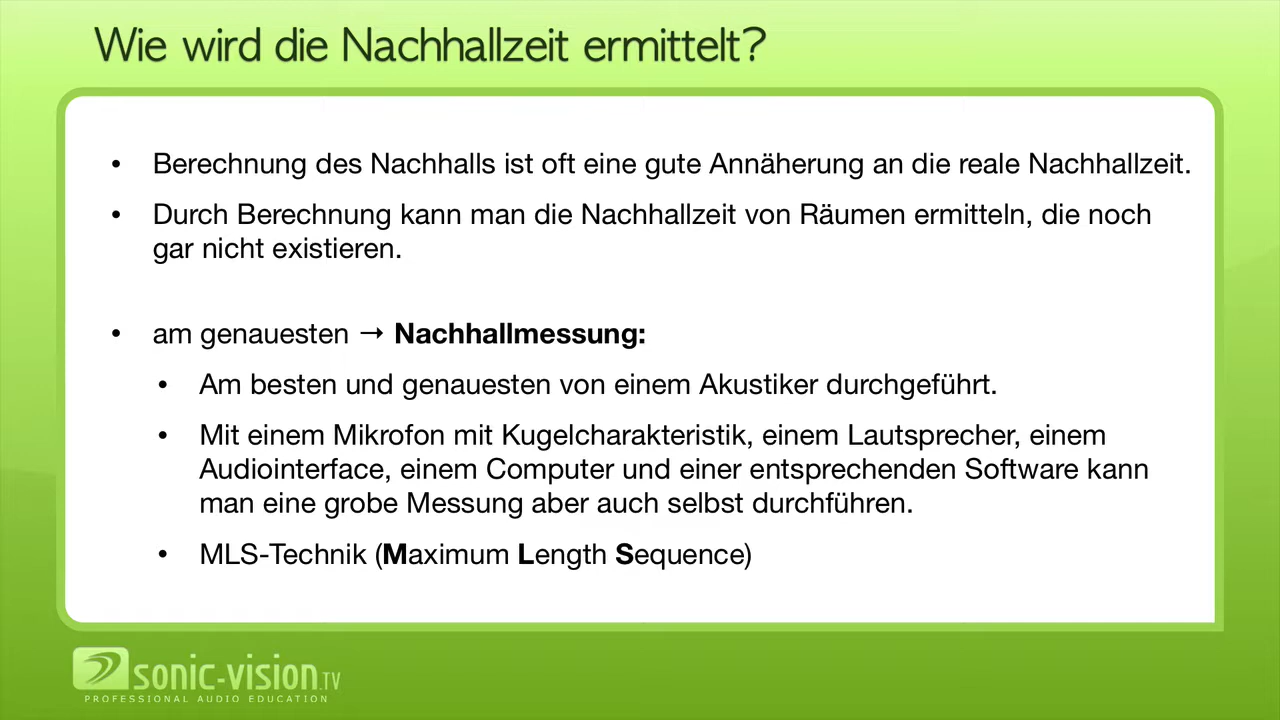 Wie wird die Nachhallzeit ermittelt?
• Berechnung des Nachhalls ist oft eine gute Annäherung an die reale Nachhallzeit.
• Durch Berechnung kann man die Nachhallzeit von Räumen ermitteln, die noch
gar nicht existieren.
• am genauesten → Nachhallmessung:
• Am besten und genauesten von einem Akustiker durchgeführt.
• Mit einem Mikrofon mit Kugelcharakteristik, einem Lautsprecher, einem
Audiointerface, einem Computer und einer entsprechenden Software kann
man eine grobe Messung aber auch selbst durchführen.
• MLS-Technik (Maximum Length Sequence)
sonic-vision.TV
PROFESSIONAL AUDIO EDUCATION